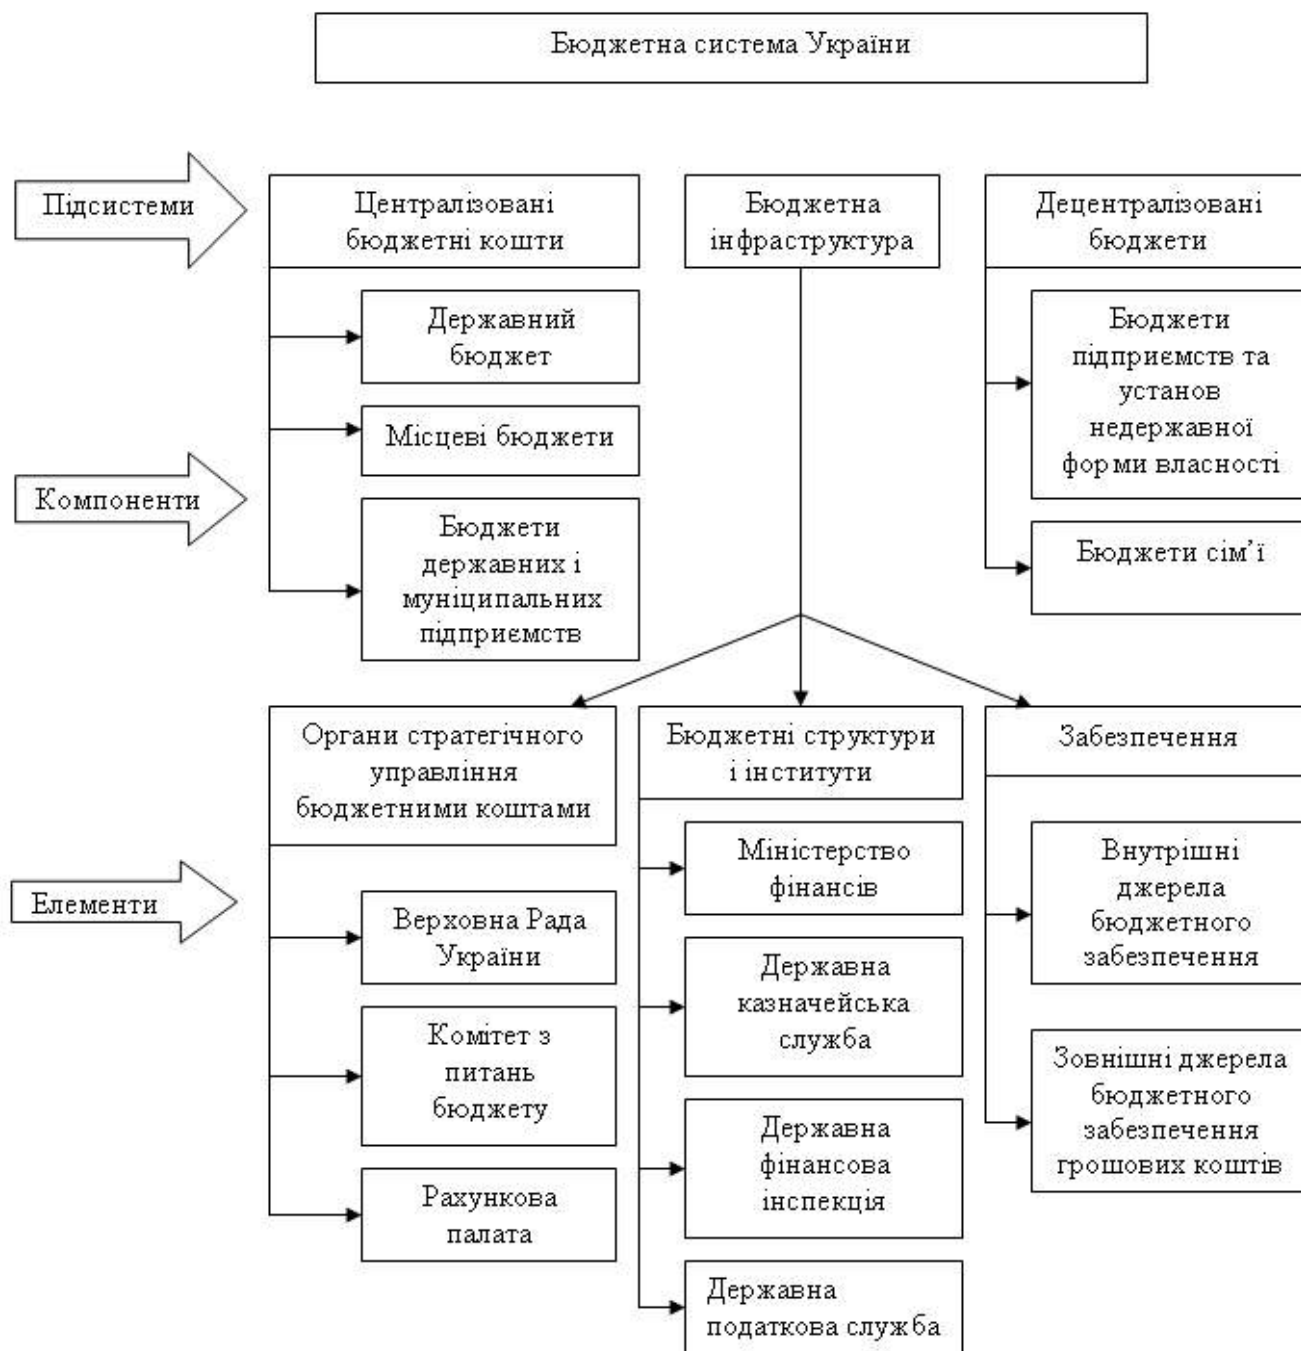 Бюджетна система України
Підсистеми
Централізовані
бюджетні кошти
Бюджетна
інфраструктура
Децентралізовані
бюджети
Державний
бюджет
Місцеві бюджети
Компоненти
Бюджети
державних і
муніципальних
підприємств
Бюджети
підприємств та
установ
недержавної
форми власності
Бюджети сім’ї
Органи стратегічного
управління
бюджетними коштами
Бюджетні структури
і інститути
Забезпечення
Елементи
Верховна Рада
України
Комітет з
питань
бюджету
Рахункова
палата
Міністерство
фінансів
Державна
казначейська
служба
Державна
фінансова
інспекція
Державна
податкова служба
Внутрішні
джерела
бюджетного
забезпечення
Зовнішні джерела
бюджетного
забезпечення
грошових коштів